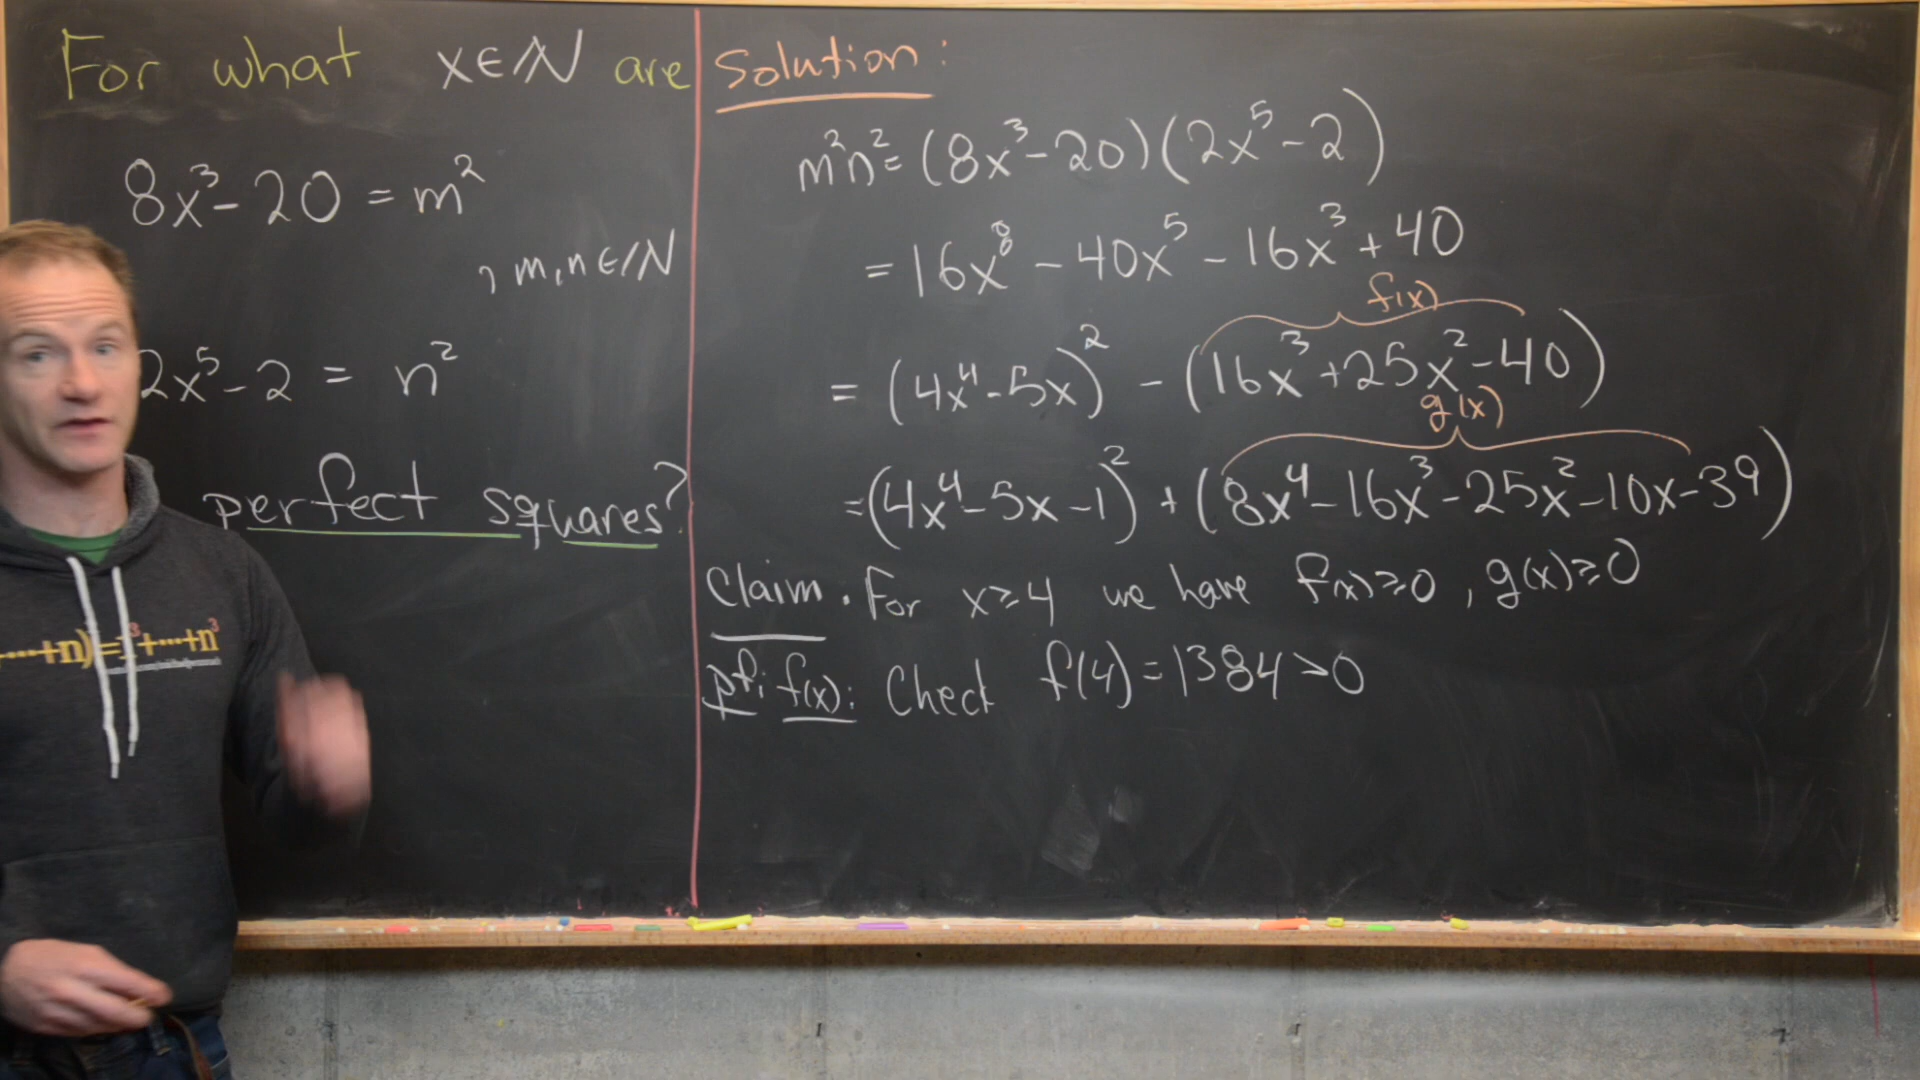 For what x∈ℕ are
8x³-20 = m²
, m,n∈ℕ
2x⁵-2 = n²
perfect squares?
Solution:
m²n² = (8x³-20)(2x⁵-2)
= 16x⁸ - 40x⁵ - 16x³ + 40
f(x)
= (4x⁴-5x)² - (16x³+25x²-40)
g(x)
= (4x⁴-5x-1)² + (8x⁴-16x³-25x²-10x-39)
Claim. For x≥4 we have f(x)≥0, g(x)≥0
pf: f(x): Check f(4)=1384>0
···+n)=1³+···+n³